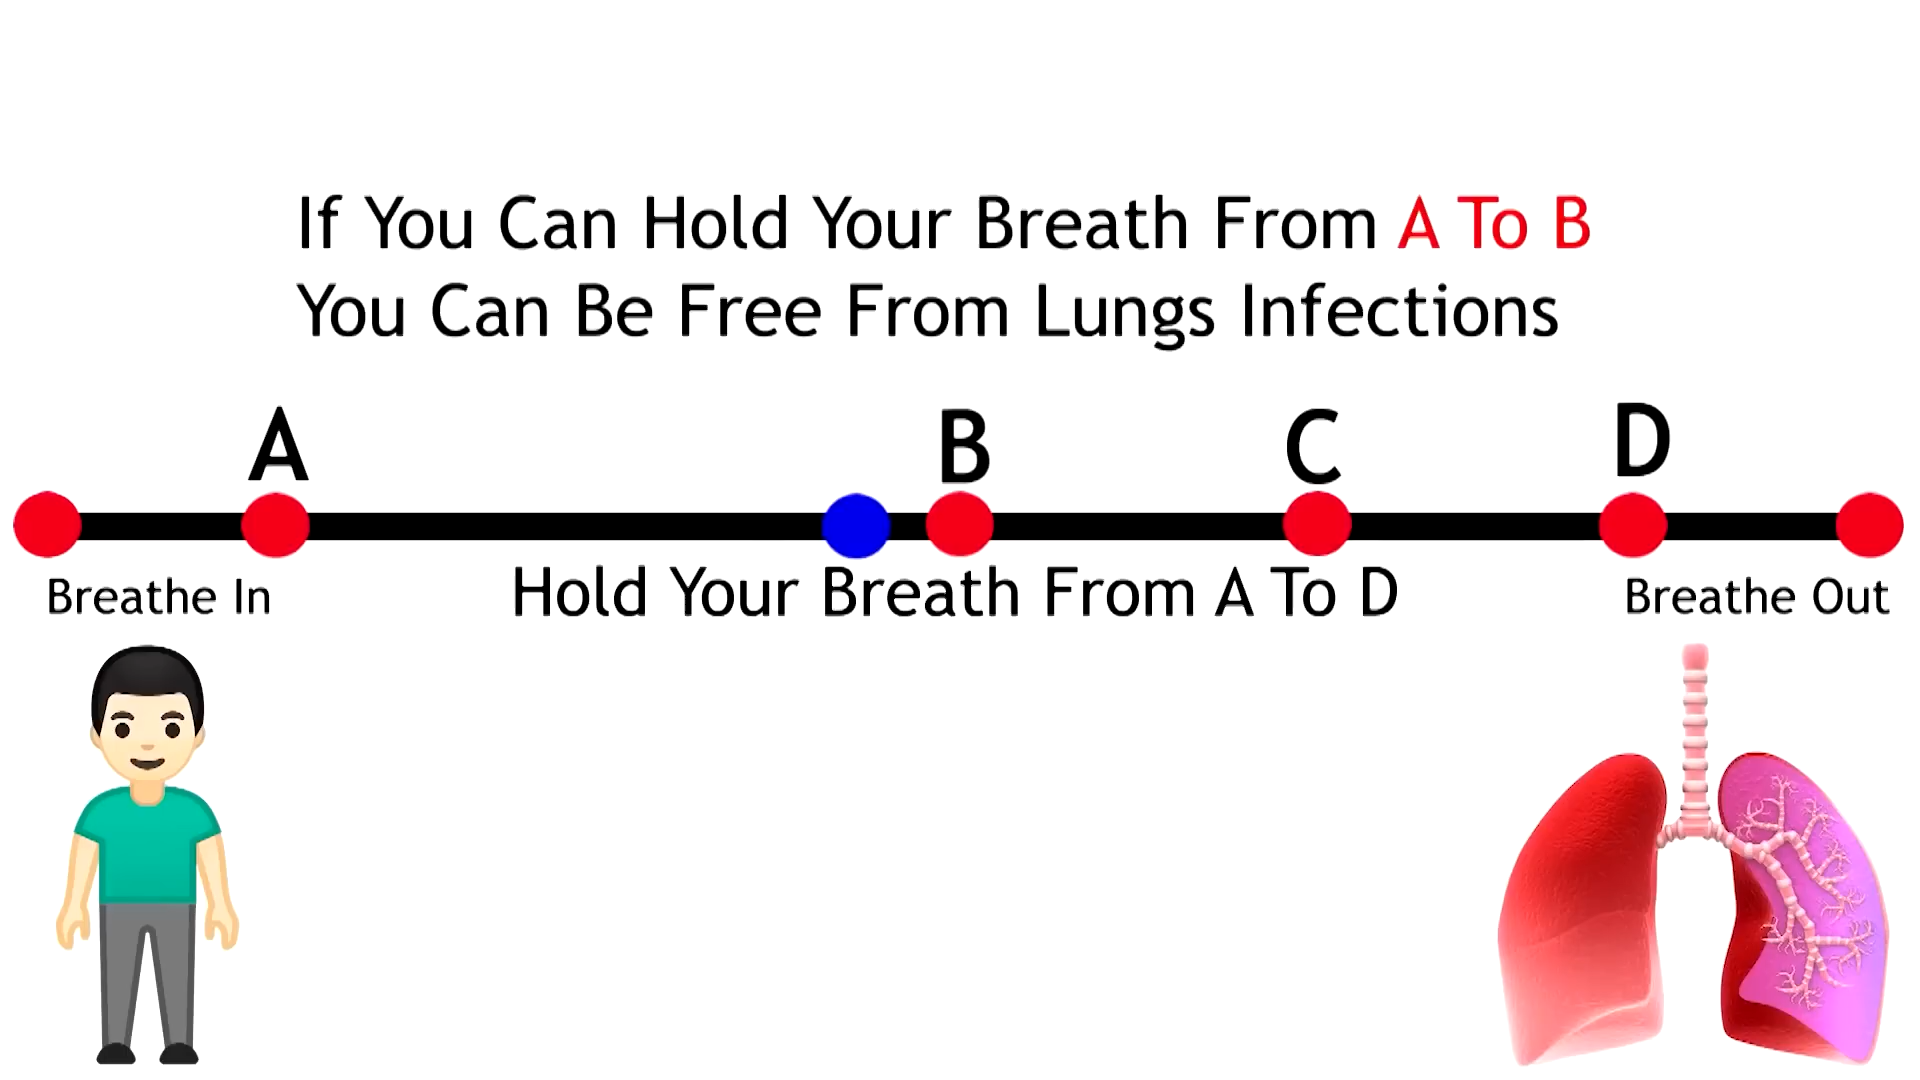 If You Can Hold Your Breath From A To B
You Can Be Free From Lungs Infections
A B C D
Breathe In
Hold Your Breath From A To D
Breathe Out